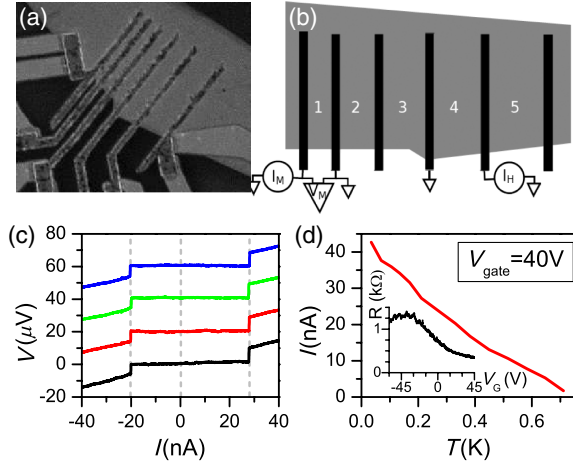 (a)
(b)
1 2 3 4 5
I_M
V_M
I_H
(c)
80
60
40
20
0
-20
V(μV)
-40 -20 0 20 40
I(nA)
(d)
50
40
30
20
10
0
I(nA)
V_gate=40V
R (kΩ)
1
0
-45 0 45
V_G (V)
0.0 0.2 0.4 0.6
T(K)